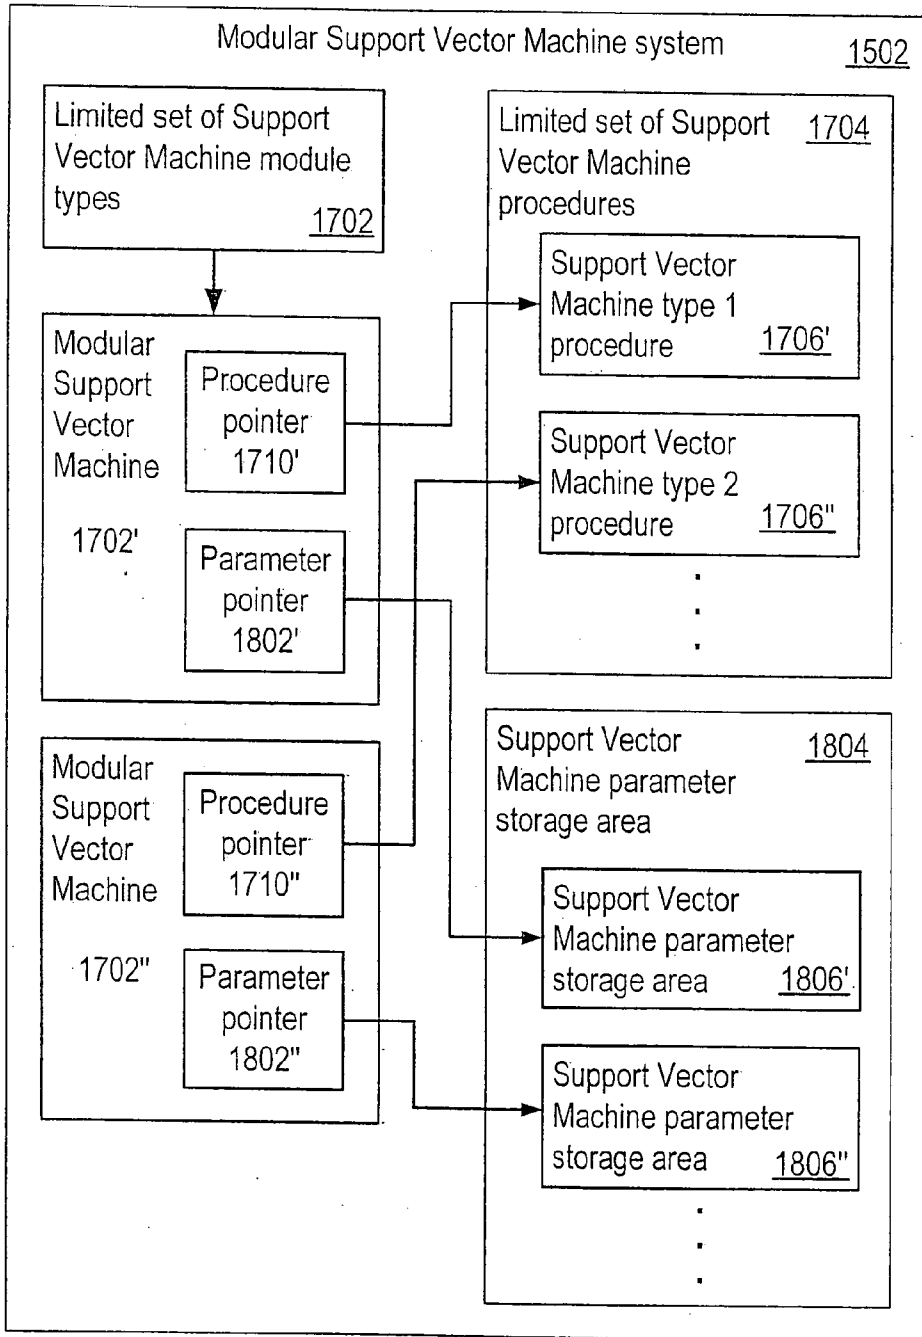 Modular Support Vector Machine system
1502
Limited set of Support
Vector Machine module
types
1702
Modular
Support
Vector
Machine
1702'
Procedure
pointer
1710'
Parameter
pointer
1802'
Modular
Support
Vector
Machine
1702"
Procedure
pointer
1710"
Parameter
pointer
1802"
Limited set of Support
Vector Machine
procedures
1704
Support Vector
Machine type 1
procedure
1706'
Support Vector
Machine type 2
procedure
1706"
Support Vector
Machine parameter
storage area
1804
Support Vector
Machine parameter
storage area
1806'
Support Vector
Machine parameter
storage area
1806"